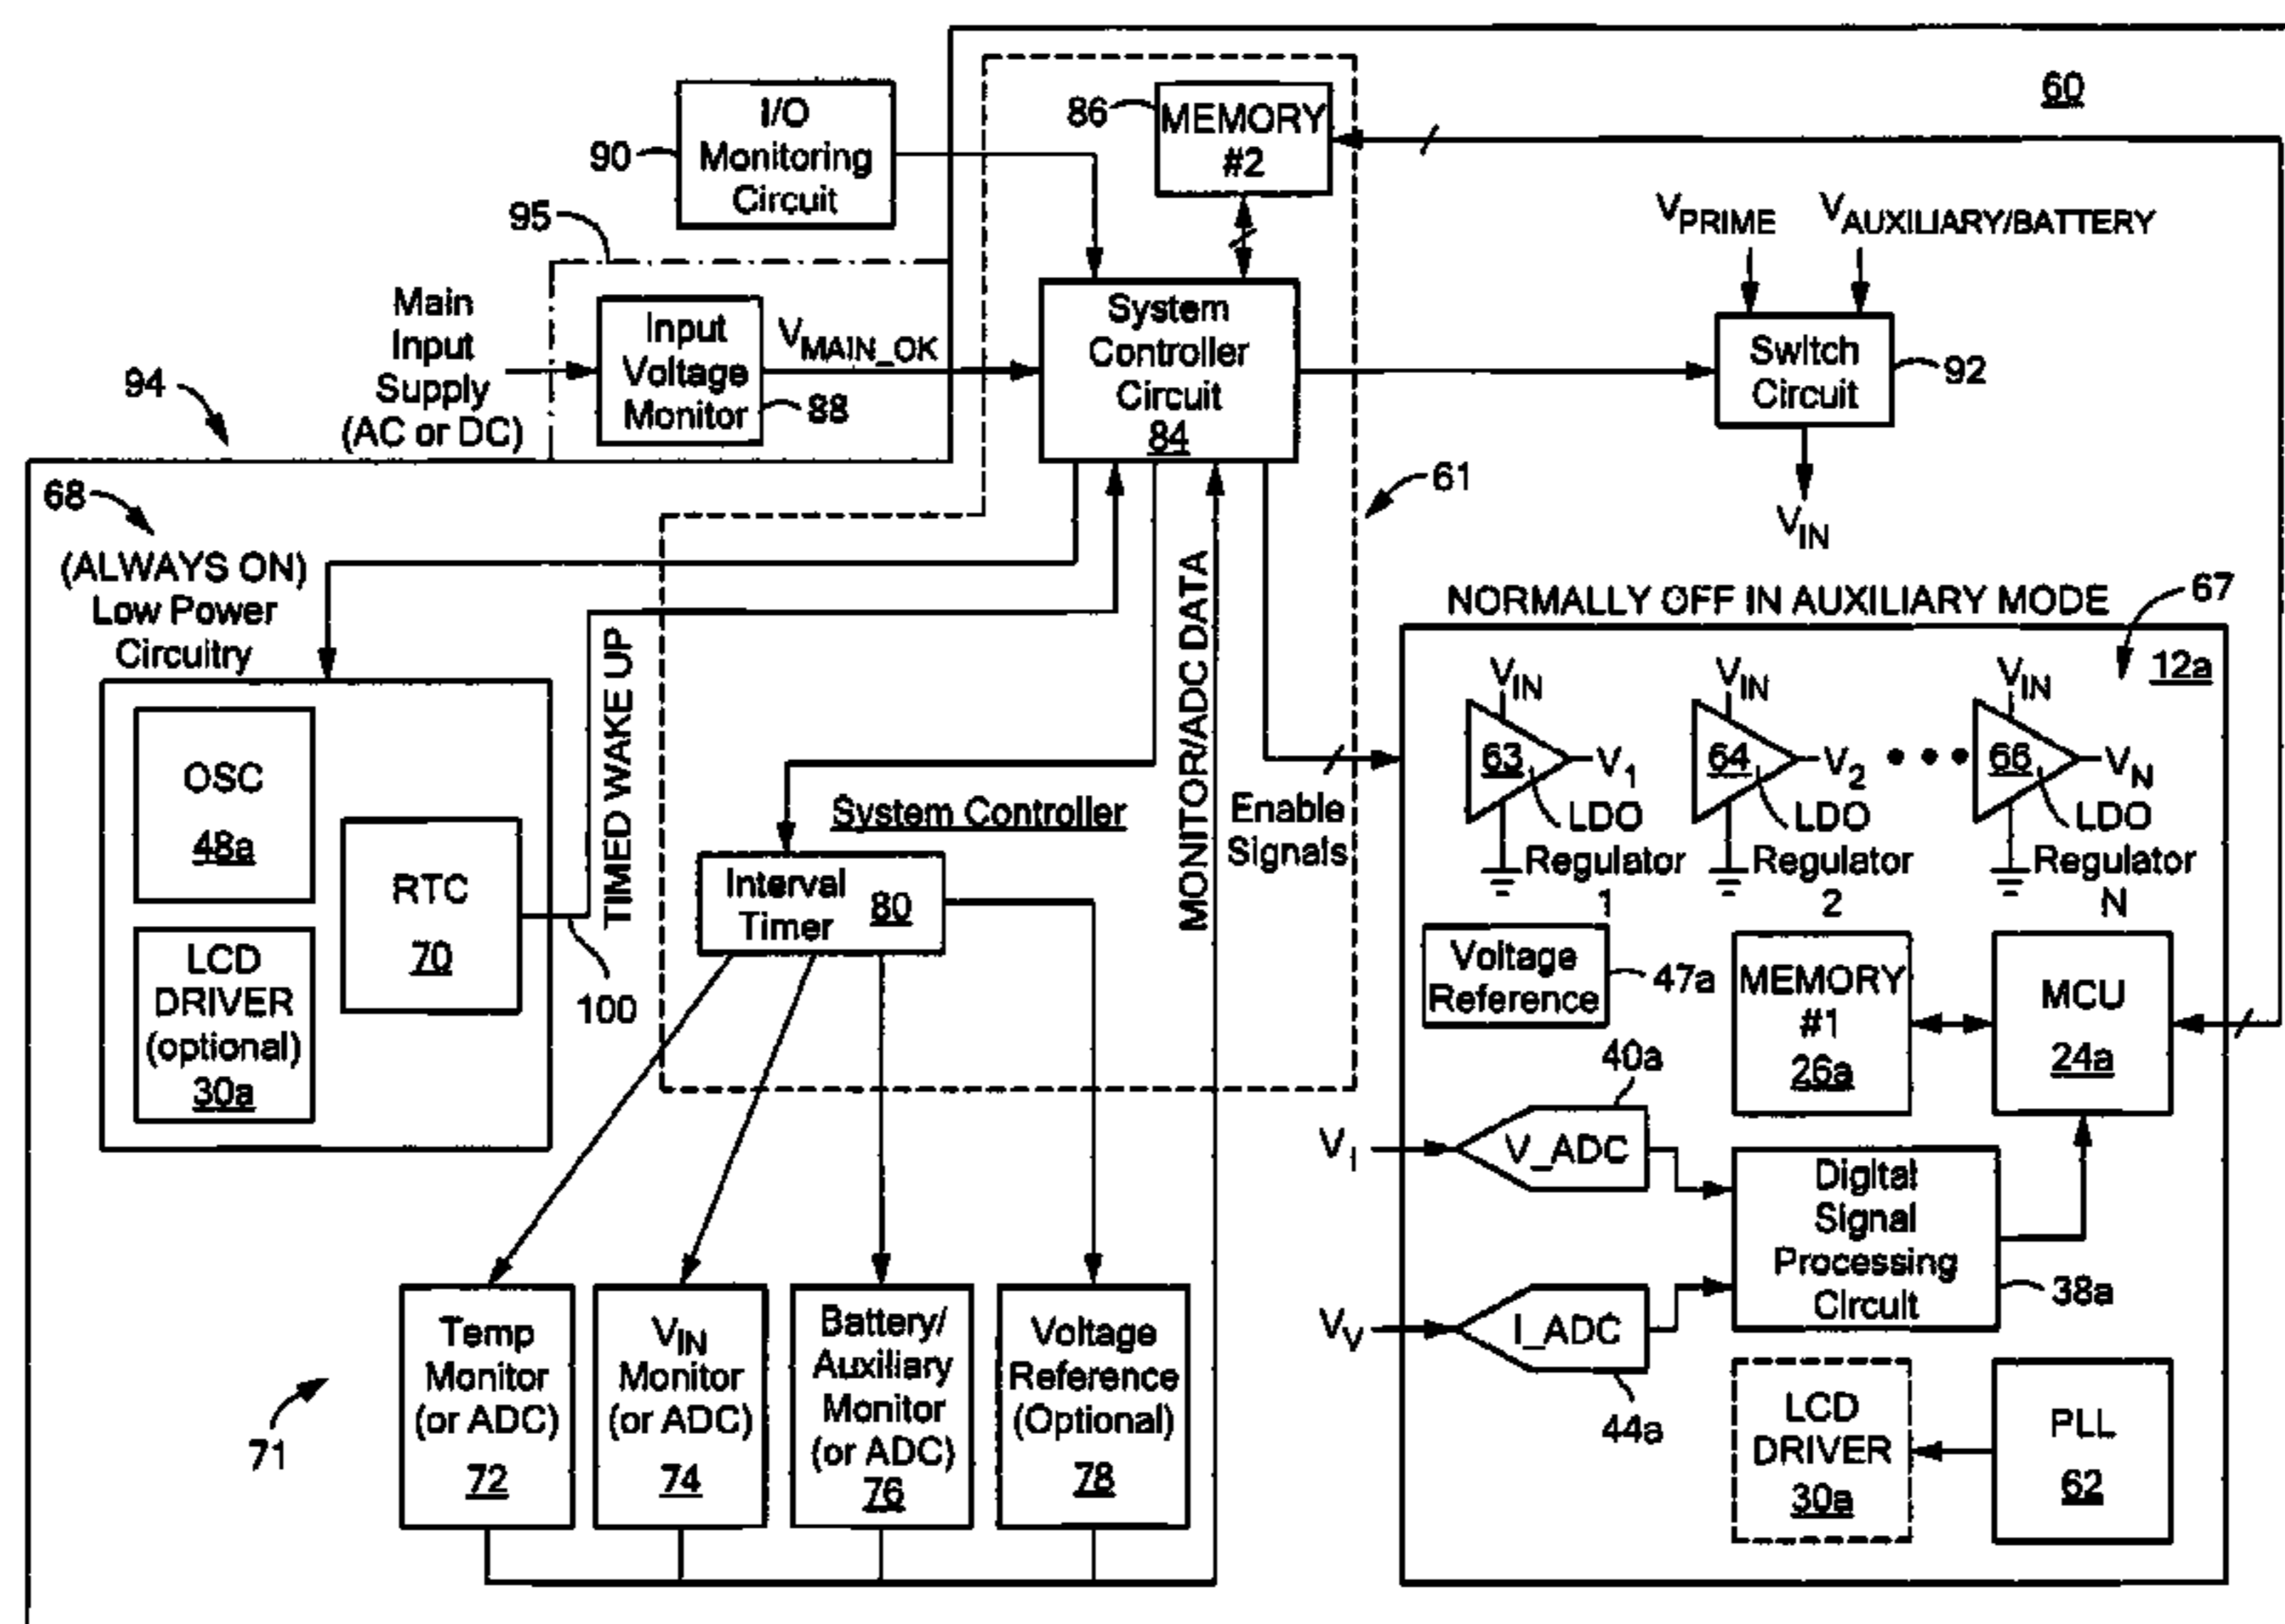 60
I/O
Monitoring
Circuit
90
86
MEMORY
#2
95
Main
Input
Supply
(AC or DC)
Input
Voltage
Monitor
88
VMAIN_OK
System
Controller
Circuit
84
VPRIME
VAUXILIARY/BATTERY
Switch
Circuit
92
VIN
94
61
68
(ALWAYS ON)
Low Power
Circuitry
OSC
48a
RTC
70
LCD
DRIVER
(optional)
30a
100
TIMED WAKE UP
System Controller
Interval
Timer
80
MONITOR/ADC DATA
Enable
Signals
NORMALLY OFF IN AUXILIARY MODE
67
12a
VIN
63
V1
LDO
Regulator
1
VIN
64
V2
LDO
Regulator
2
VIN
66
VN
LDO
Regulator
N
Voltage
Reference
47a
MEMORY
#1
26a
MCU
24a
VI
40a
V_ADC
VV
I_ADC
44a
Digital
Signal
Processing
Circuit
38a
LCD
DRIVER
30a
PLL
62
71
Temp
Monitor
(or ADC)
72
VIN
Monitor
(or ADC)
74
Battery/
Auxiliary
Monitor
(or ADC)
76
Voltage
Reference
(Optional)
78